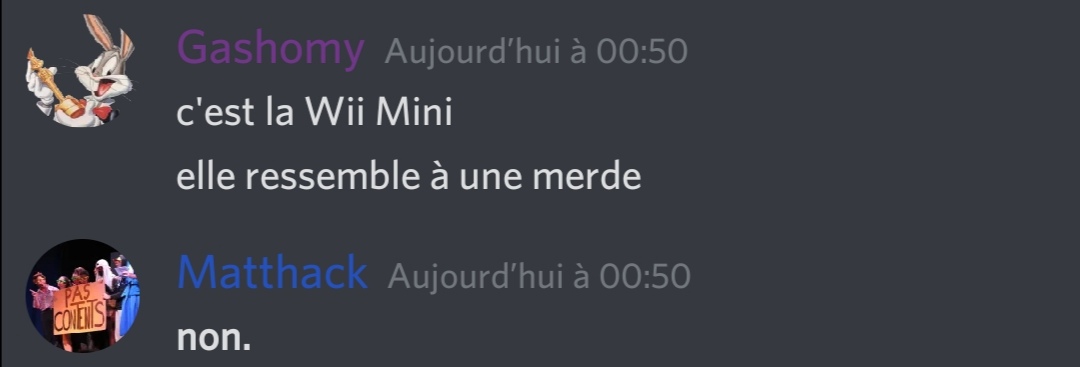 Gashomy Aujourd’hui à 00:50
c'est la Wii Mini
elle ressemble à une merde
Matthack Aujourd’hui à 00:50
PAS
CONTENTS
non.